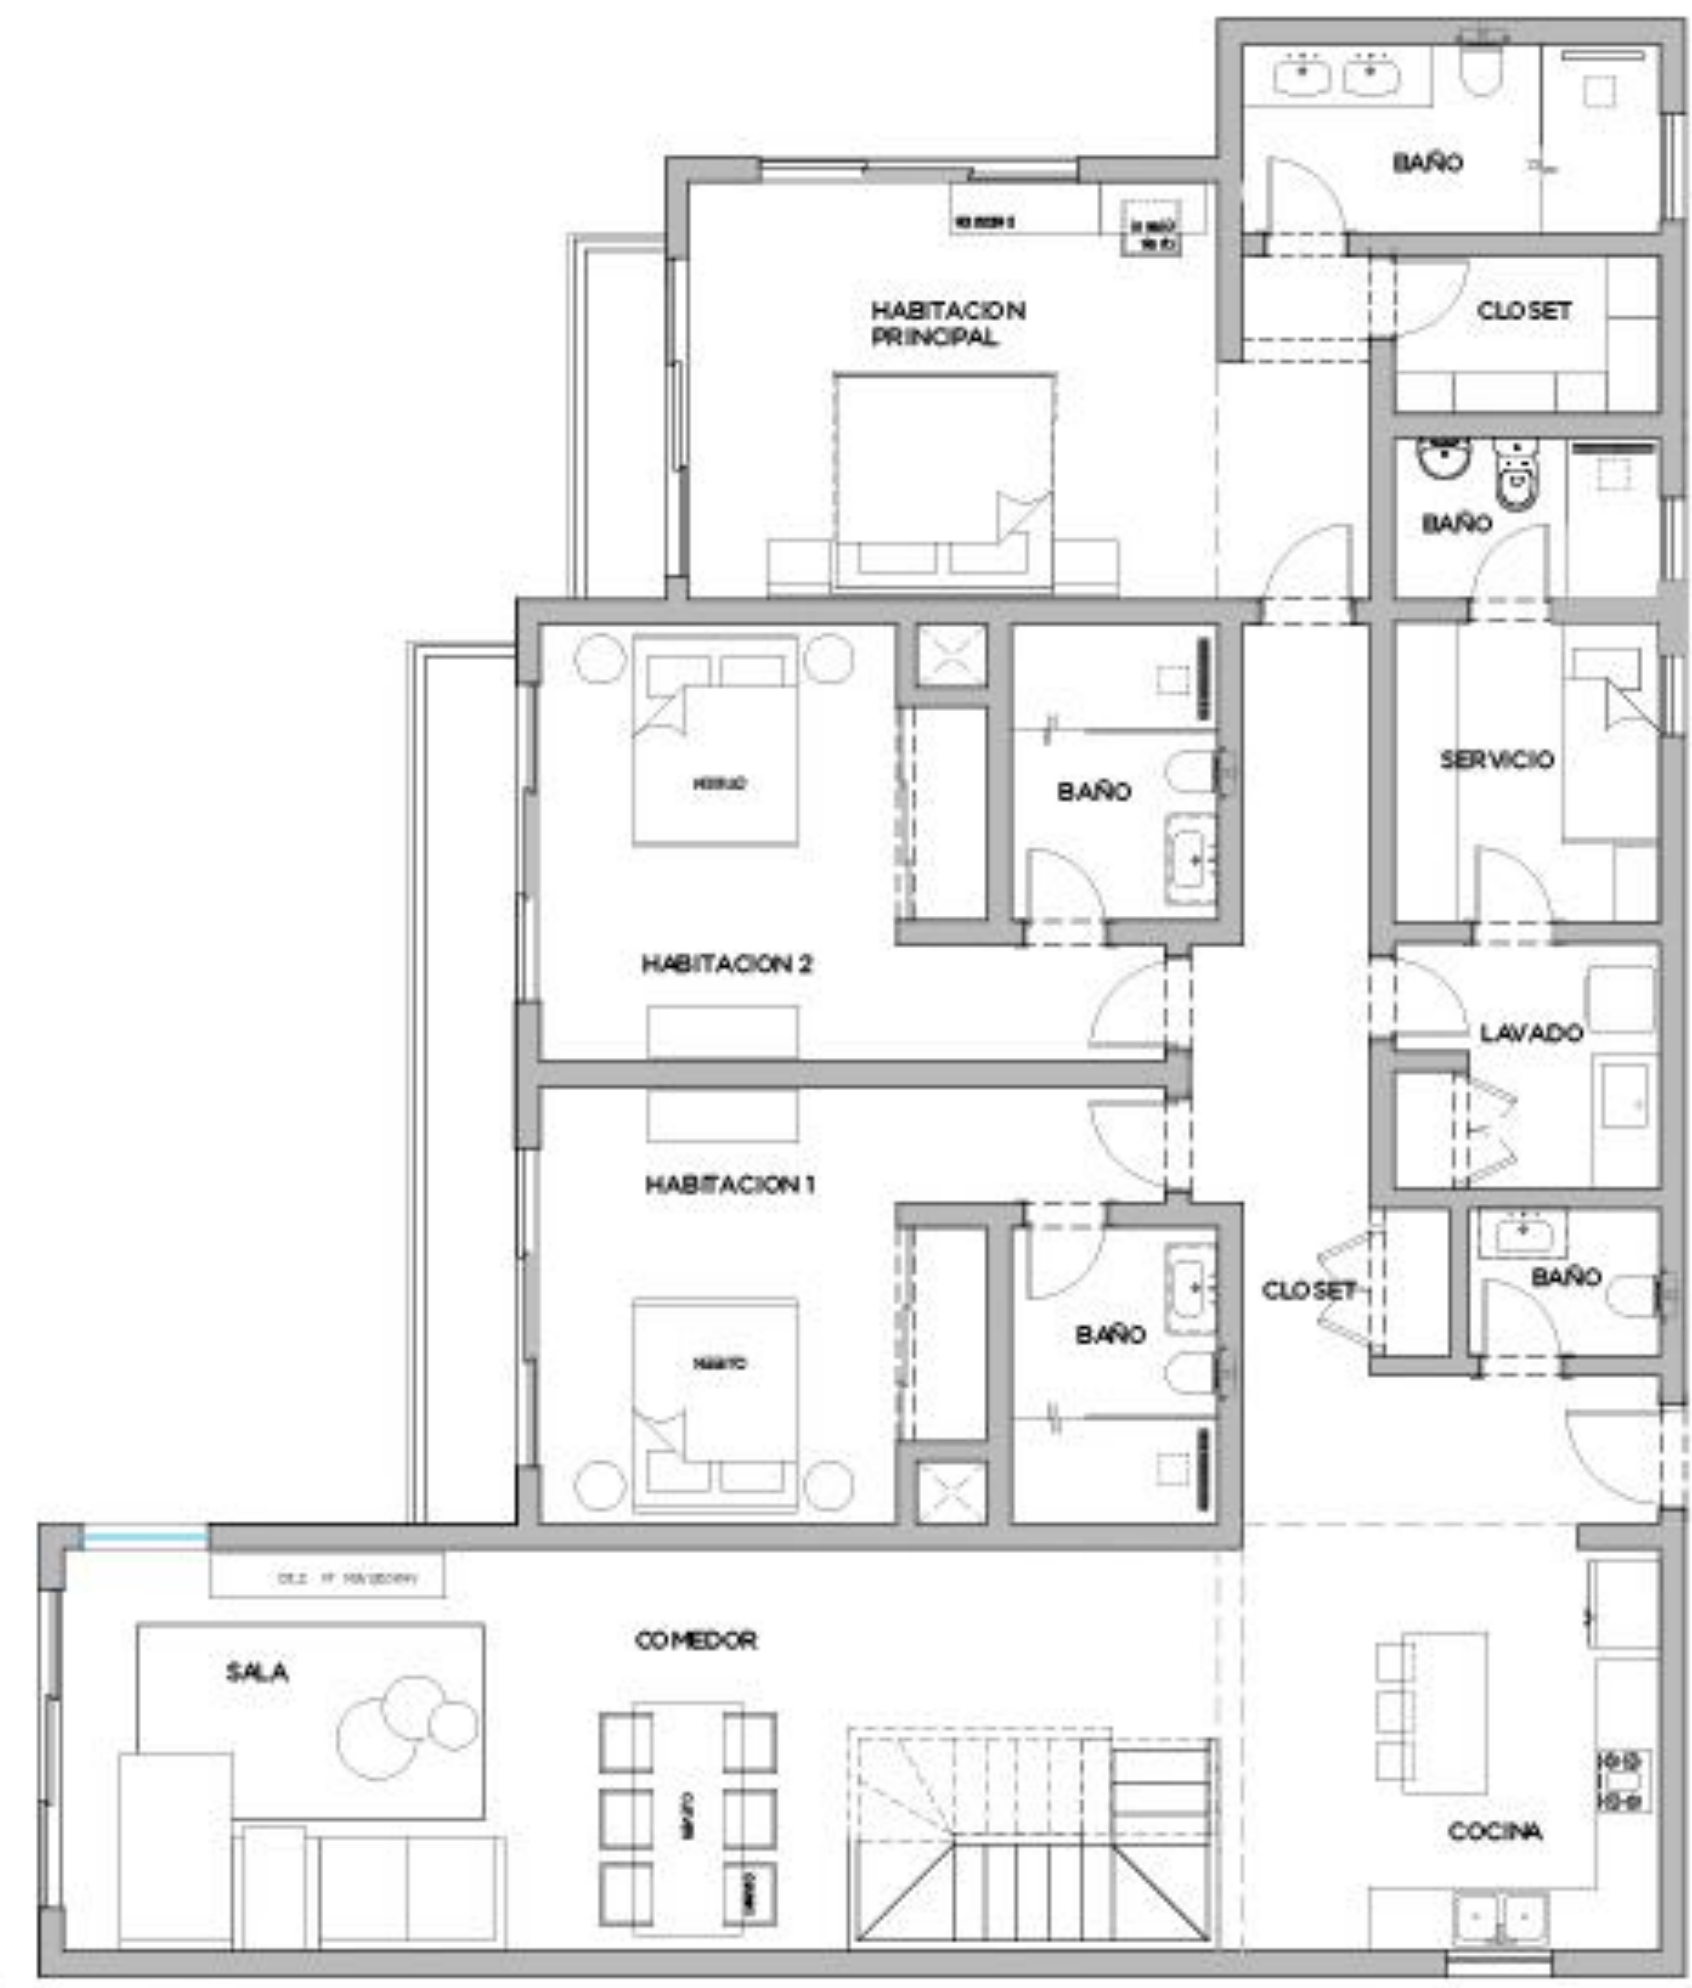 BAÑO
HABITACION
PRINCIPAL
CLOSET
BAÑO
SERVICIO
BAÑO
HABITACION 2
LAVADO
HABITACION 1
CLOSET
BAÑO
BAÑO
COMEDOR
SALA
COCINA